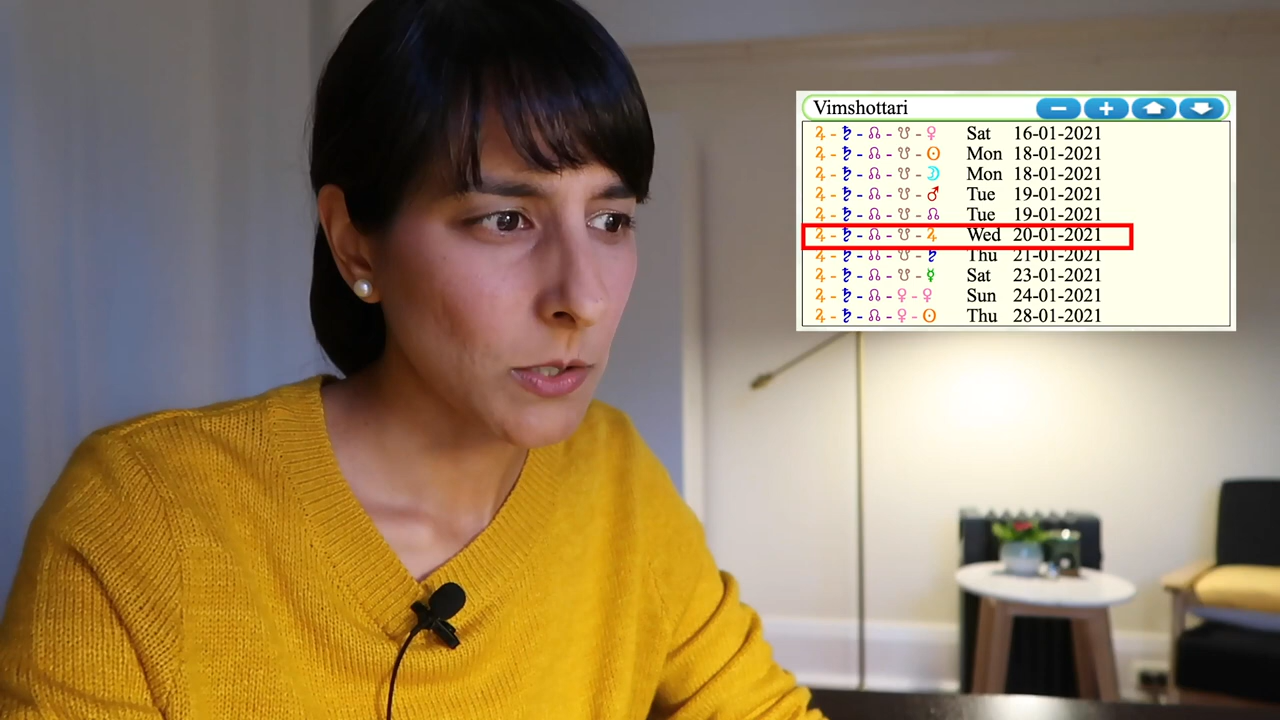 Vimshottari
♃ - ♄ - ☊ - ☋ - ♀ Sat 16-01-2021
♃ - ♄ - ☊ - ☋ - ☉ Mon 18-01-2021
♃ - ♄ - ☊ - ☋ - ☽ Mon 18-01-2021
♃ - ♄ - ☊ - ☋ - ♂ Tue 19-01-2021
♃ - ♄ - ☊ - ☋ - ☊ Tue 19-01-2021
♃ - ♄ - ☊ - ☋ - ♃ Wed 20-01-2021
♃ - ♄ - ☊ - ☋ - ♄ Thu 21-01-2021
♃ - ♄ - ☊ - ☋ - ☿ Sat 23-01-2021
♃ - ♄ - ☊ - ♀ - ♀ Sun 24-01-2021
♃ - ♄ - ☊ - ♀ - ☉ Thu 28-01-2021